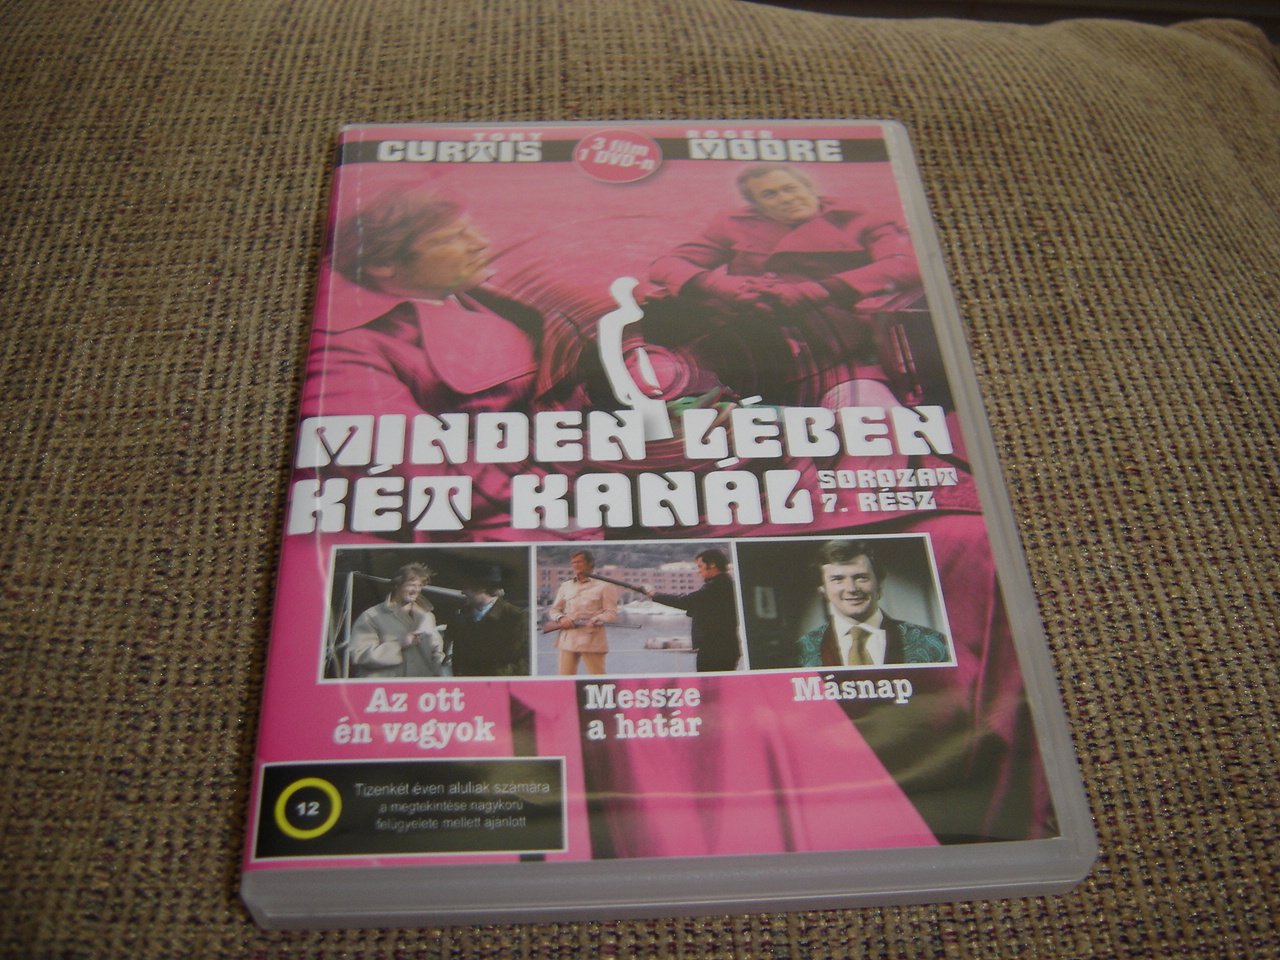 TONY
CURTIS
3 film
1 DVD-n
ROGER
MOORE
MINDEN LÉBEN
KÉT KANÁL
SOROZAT
7. RÉSZ
Az ott
én vagyok
Messze
a határ
Másnap
12
Tizenkét éven aluliak számára
a megtekintése nagykorú
felügyelete mellett ajánlott